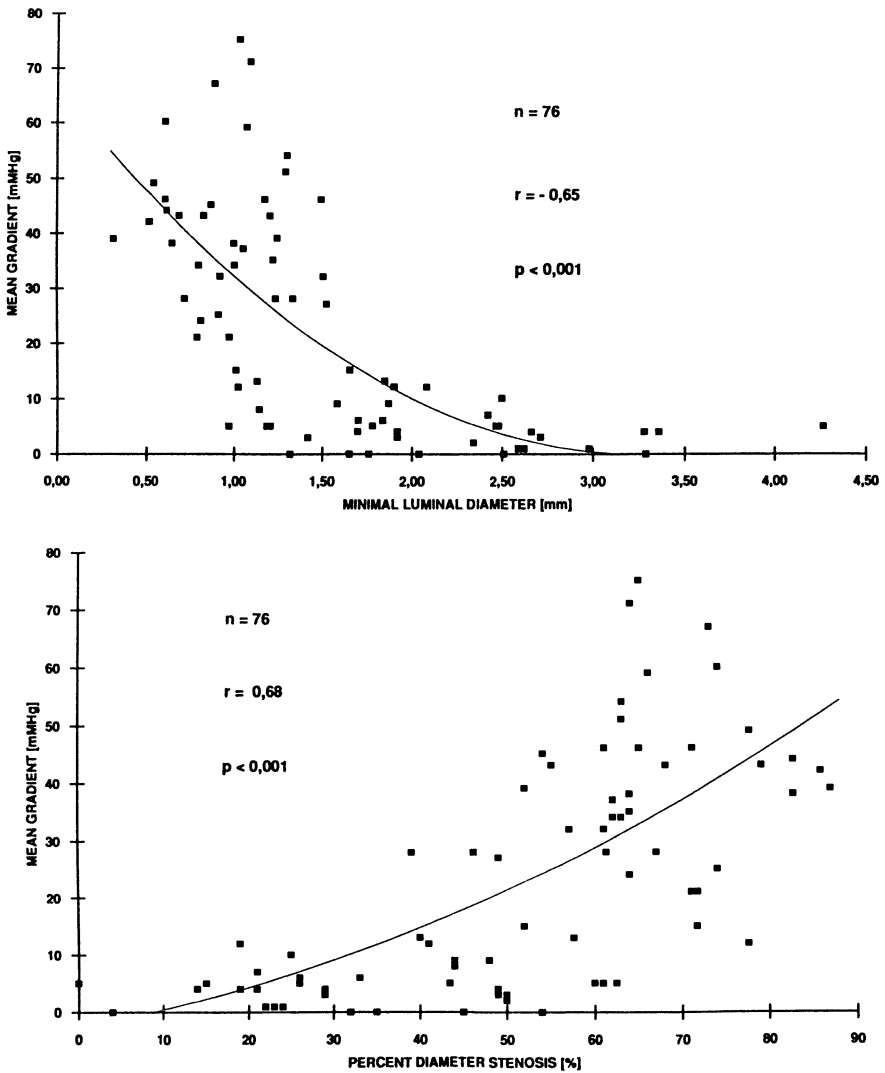 80
70
60
50
40
30
20
10
0
MEAN GRADIENT [mMHg]
n = 76
r = - 0,65
p < 0,001
0,00 0,50 1,00 1,50 2,00 2,50 3,00 3,50 4,00 4,50
MINIMAL LUMINAL DIAMETER [mm]
80
70
60
50
40
30
20
10
0
MEAN GRADIENT [mMHg]
n = 76
r = 0,68
p < 0,001
0 10 20 30 40 50 60 70 80 90
PERCENT DIAMETER STENOSIS [%]